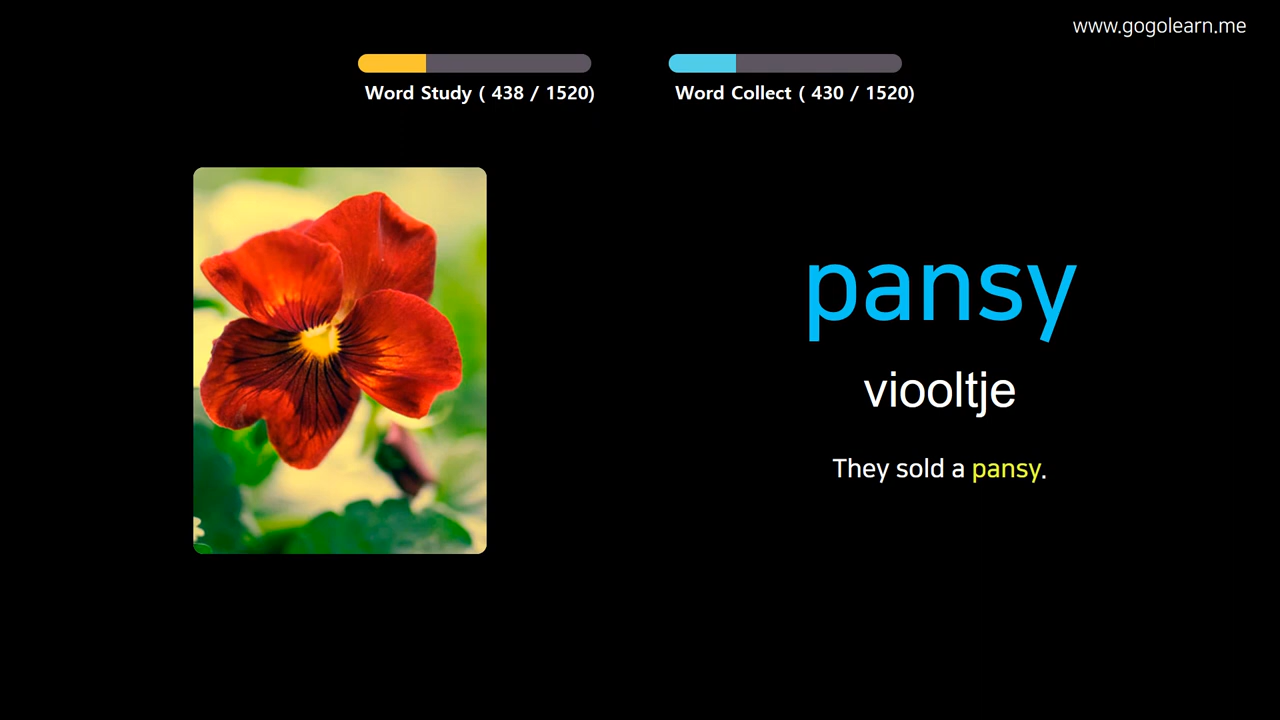 www.gogolearn.me
Word Study ( 438 / 1520)
Word Collect ( 430 / 1520)
pansy
viooltje
They sold a pansy.